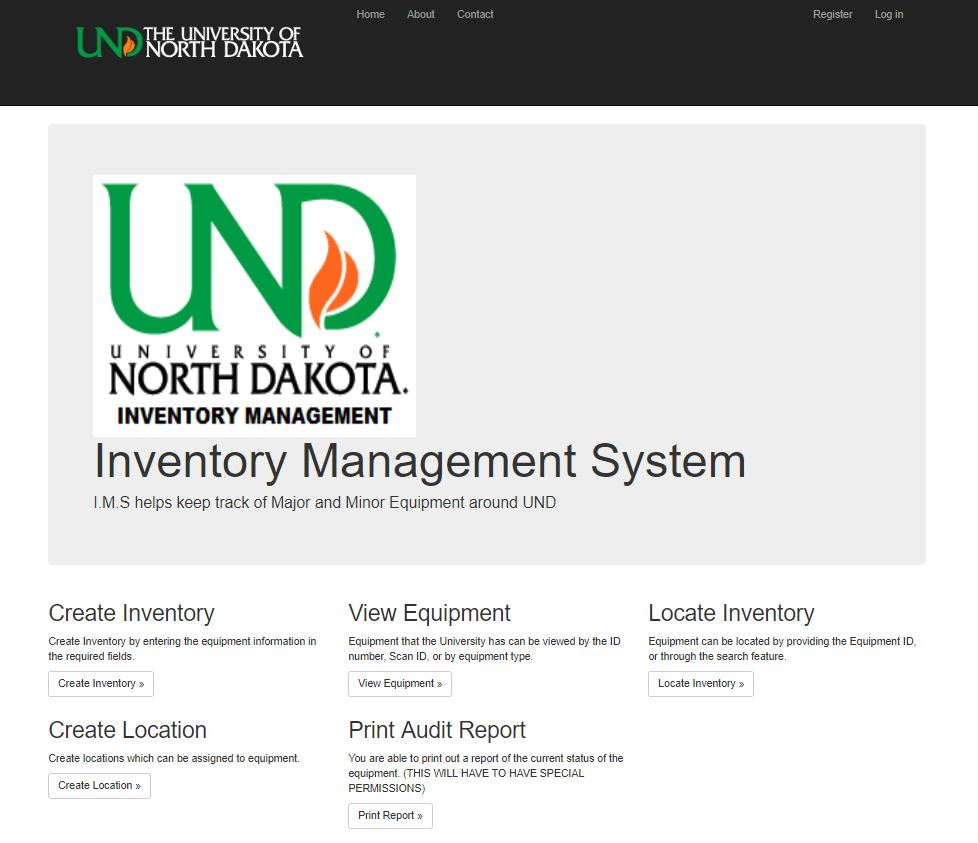 Home About Contact Register Log in
UND THE UNIVERSITY OF
NORTH DAKOTA
UND
UNIVERSITY OF
NORTH DAKOTA.
INVENTORY MANAGEMENT
Inventory Management System
I.M.S helps keep track of Major and Minor Equipment around UND
Create Inventory
Create Inventory by entering the equipment information in
the required fields.
Create Inventory »
View Equipment
Equipment that the University has can be viewed by the ID
number, Scan ID, or by equipment type.
View Equipment »
Locate Inventory
Equipment can be located by providing the Equipment ID,
or through the search feature.
Locate Inventory »
Create Location
Create locations which can be assigned to equipment.
Create Location »
Print Audit Report
You are able to print out a report of the current status of the
equipment. (THIS WILL HAVE TO HAVE SPECIAL
PERMISSIONS)
Print Report »